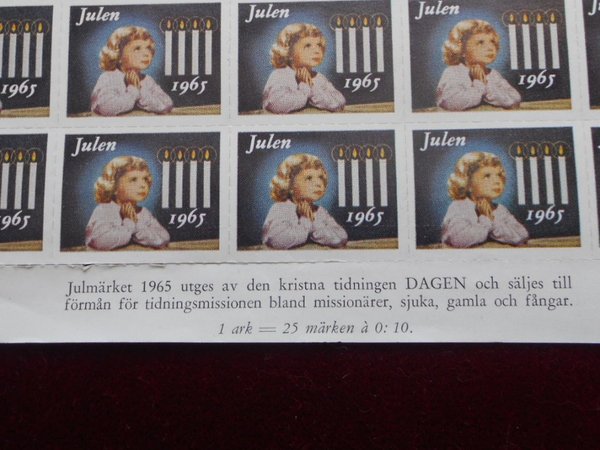 Julen Julen Julen
1965 1965 1965 1965
Julen Julen Julen
1965 1965 1965 1965
Julmärket 1965 utges av den kristna tidningen DAGEN och säljes till
förmån för tidningsmissionen bland missionärer, sjuka, gamla och fångar.
1 ark = 25 märken à 0: 10.